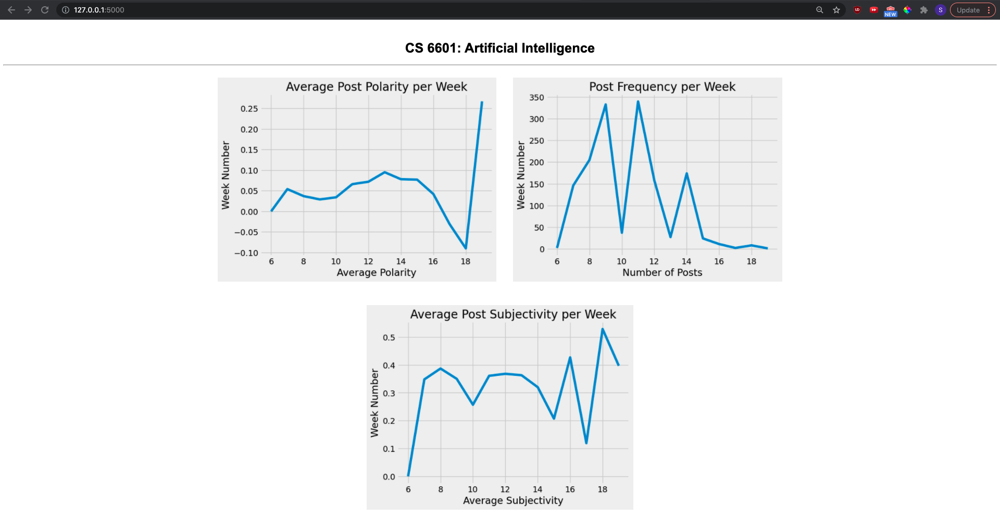 127.0.0.1:5000
UD
NEW
S
Update
CS 6601: Artificial Intelligence
Average Post Polarity per Week
0.25
0.20
0.15
0.10
0.05
0.00
−0.05
−0.10
Week Number
6 8 10 12 14 16 18
Average Polarity
Post Frequency per Week
350
300
250
200
150
100
50
0
Week Number
6 8 10 12 14 16 18
Number of Posts
Average Post Subjectivity per Week
0.5
0.4
0.3
0.2
0.1
0.0
Week Number
6 8 10 12 14 16 18
Average Subjectivity